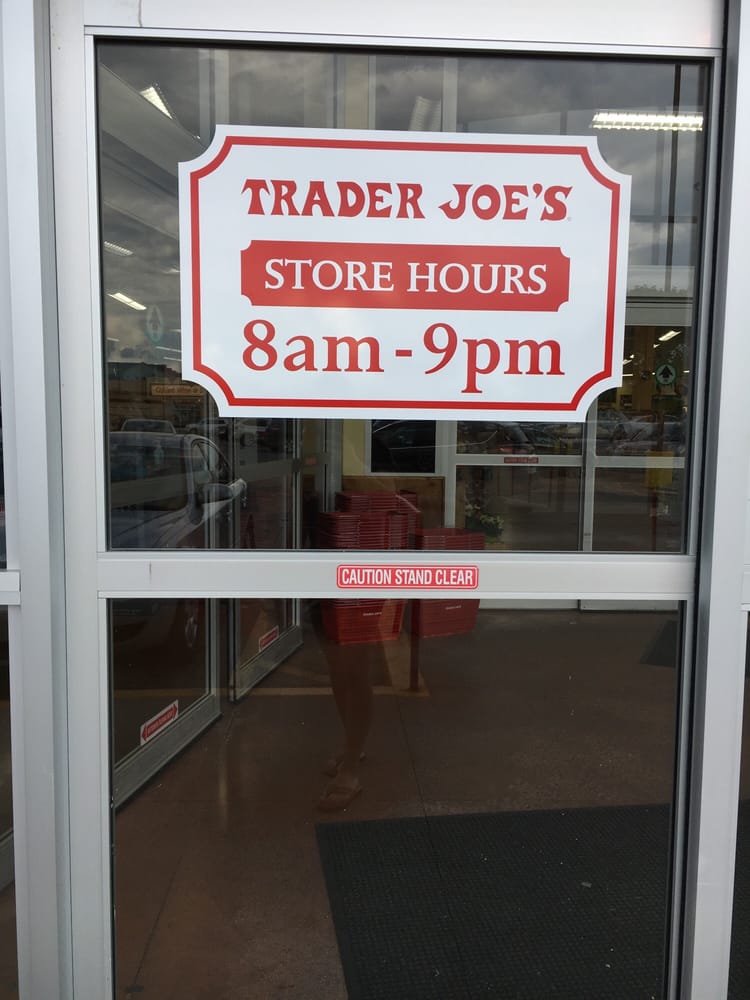 TRADER JOE'S
STORE HOURS
8am - 9pm
CAUTION STAND CLEAR